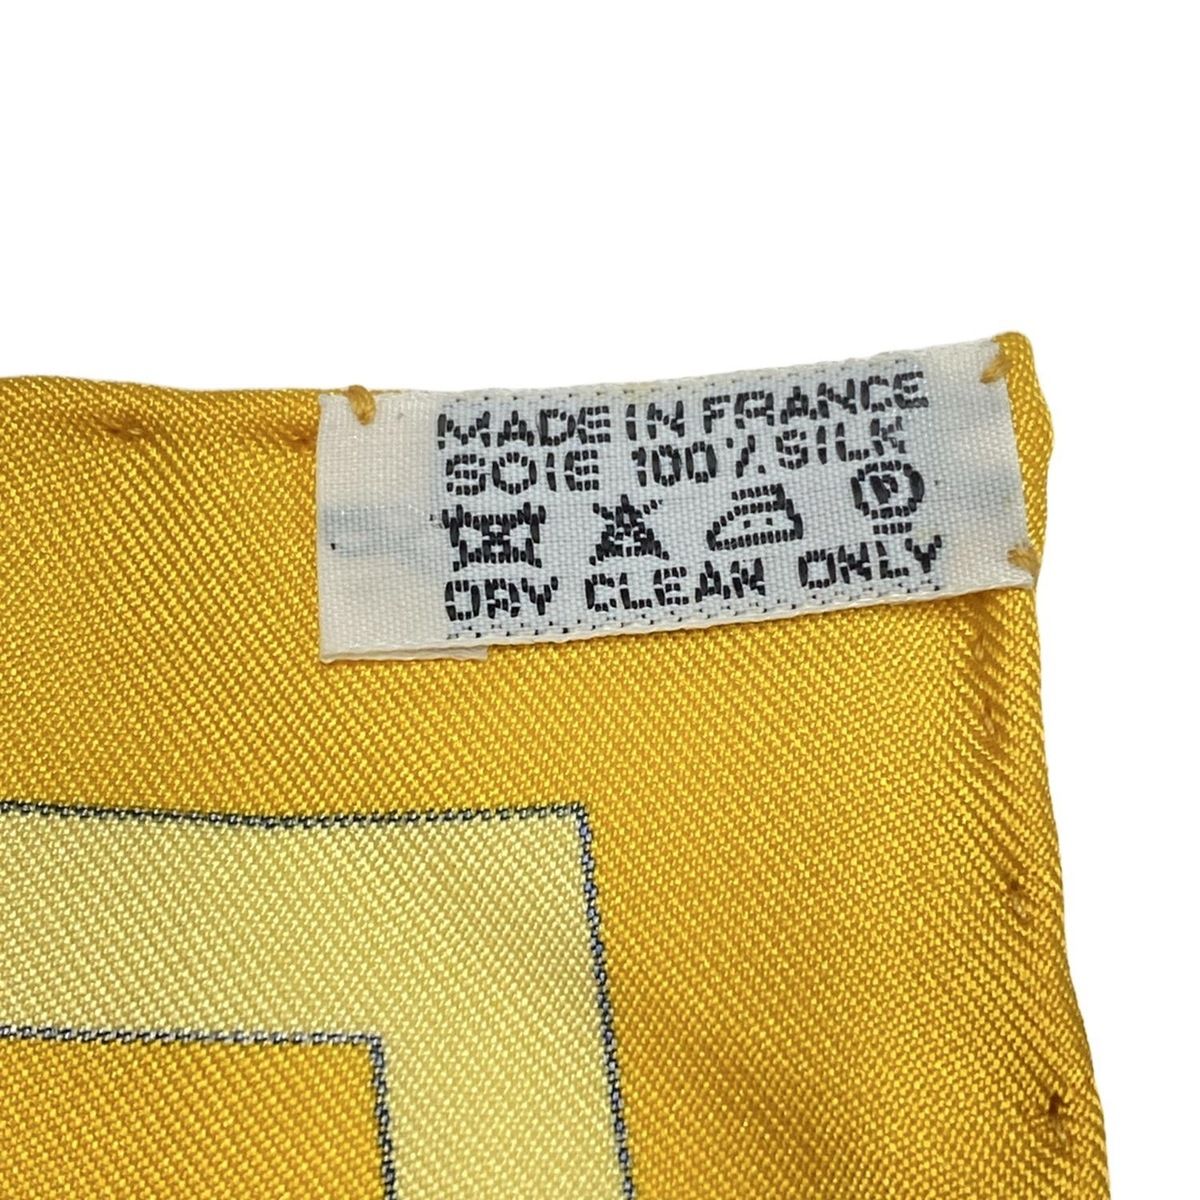 MADE IN FRANCE
SOIE 100% SILK
DRY CLEAN ONLY